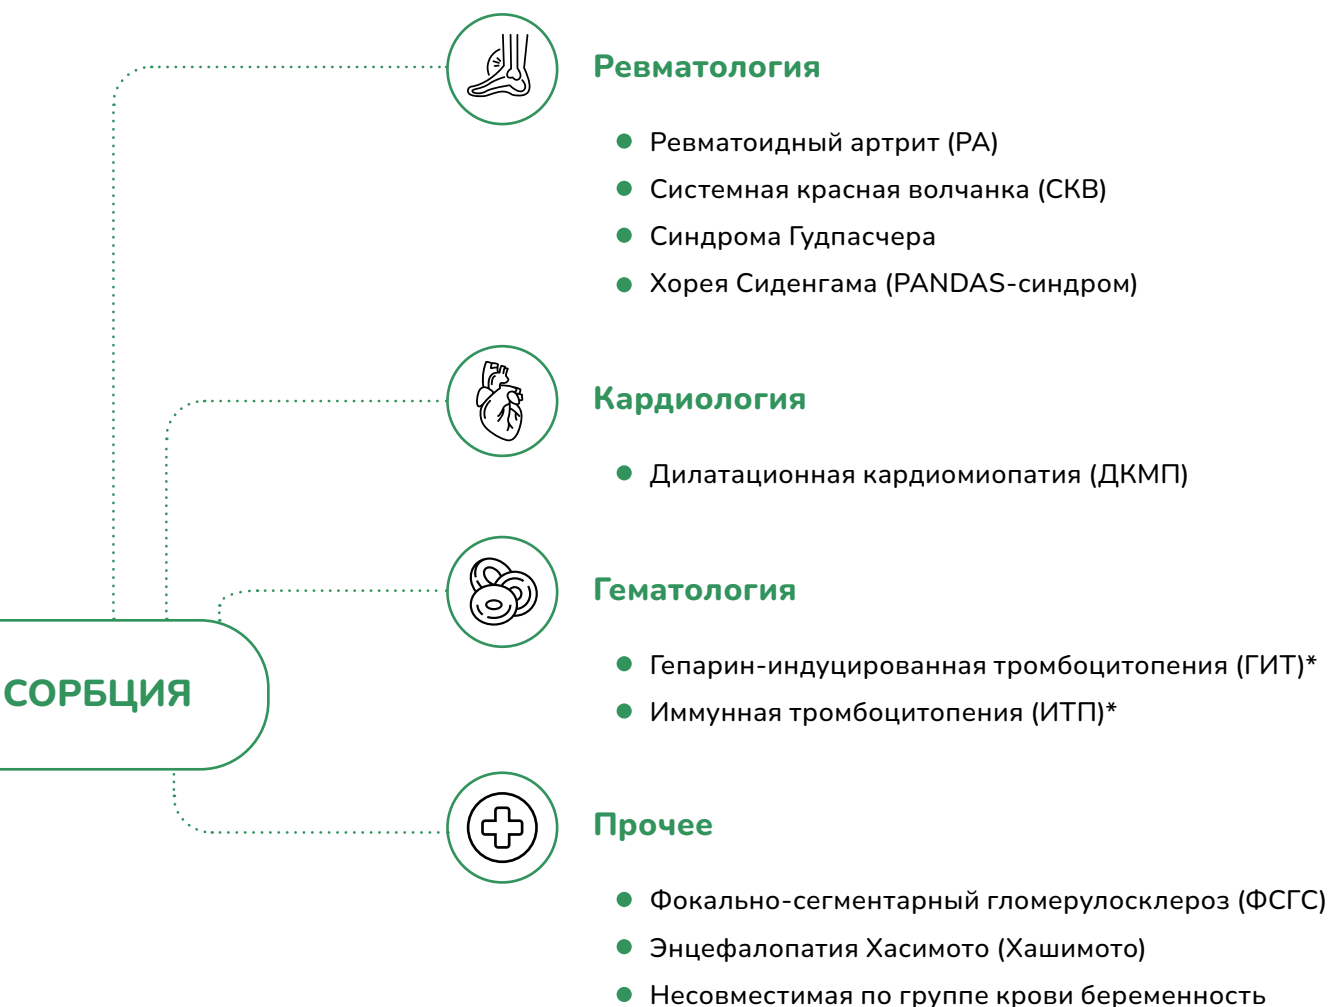 Ревматология
Ревматоидный артрит (РА)
Системная красная волчанка (СКВ)
Синдрома Гудпасчера
Хорея Сиденгама (PANDAS-синдром)
Кардиология
Дилатационная кардиомиопатия (ДКМП)
Гематология
Гепарин-индуцированная тромбоцитопения (ГИТ)*
Иммунная тромбоцитопения (ИТП)*
СОРБЦИЯ
Прочее
Фокально-сегментарный гломерулосклероз (ФСГС)
Энцефалопатия Хасимото (Хашимото)
Несовместимая по группе крови беременность